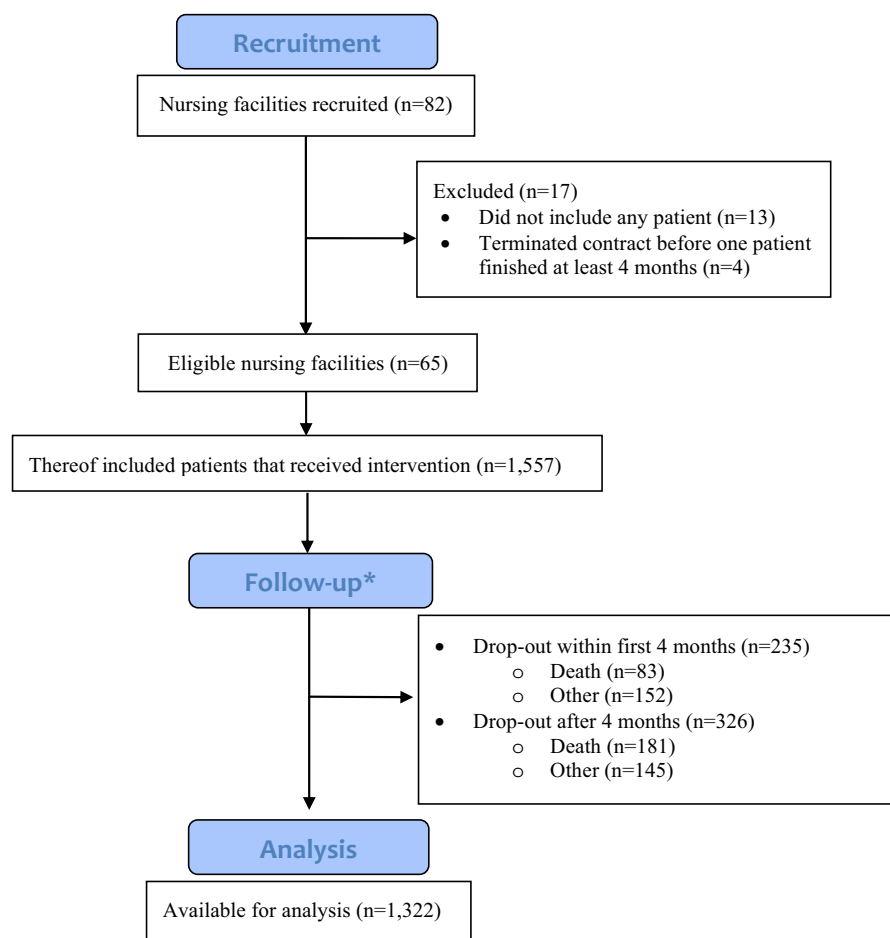 Recruitment
Nursing facilities recruited (n=82)
Excluded (n=17)
• Did not include any patient (n=13)
• Terminated contract before one patient
finished at least 4 months (n=4)
Eligible nursing facilities (n=65)
Thereof included patients that received intervention (n=1,557)
Follow-up*
• Drop-out within first 4 months (n=235)
o Death (n=83)
o Other (n=152)
• Drop-out after 4 months (n=326)
o Death (n=181)
o Other (n=145)
Analysis
Available for analysis (n=1,322)